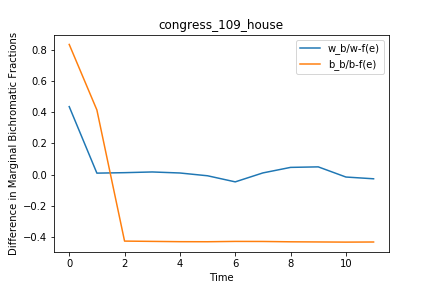 congress_109_house
Difference in Marginal Bichromatic Fractions
0.8
0.6
0.4
0.2
0.0
−0.2
−0.4
w_b/w-f(e)
b_b/b-f(e)
0 2 4 6 8 10
Time